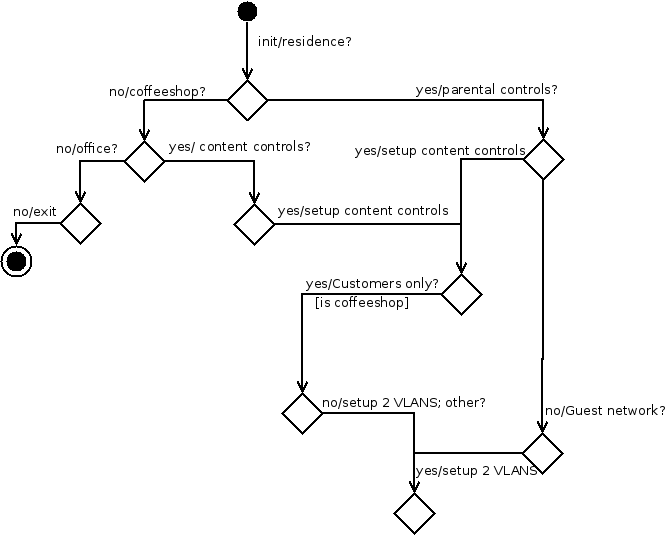 init/residence?
no/coffeeshop?
yes/parental controls?
no/office?
yes/ content controls?
yes/setup content controls
no/exit
yes/setup content controls
yes/Customers only?
[is coffeeshop]
no/setup 2 VLANS; other?
no/Guest network?
yes/setup 2 VLANS